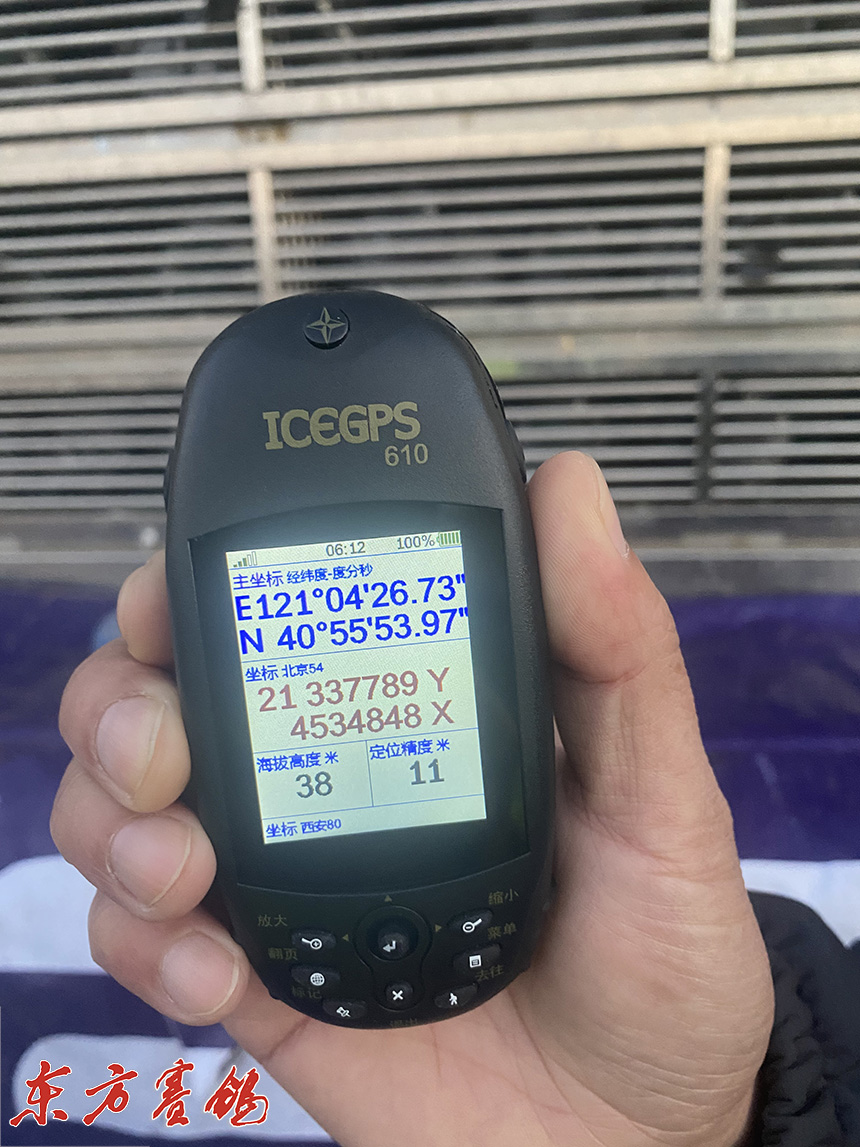 ICEGPS
610
06:12 100%
主坐标 经纬度-度分秒
E121°04'26.73"
N 40°55'53.97"
坐标 北京54
21 337789 Y
4534848 X
海拔高度 米 定位精度 米
38 11
坐标 西安80
放大 缩小
翻页 菜单
标记 去往
东方赛鸽